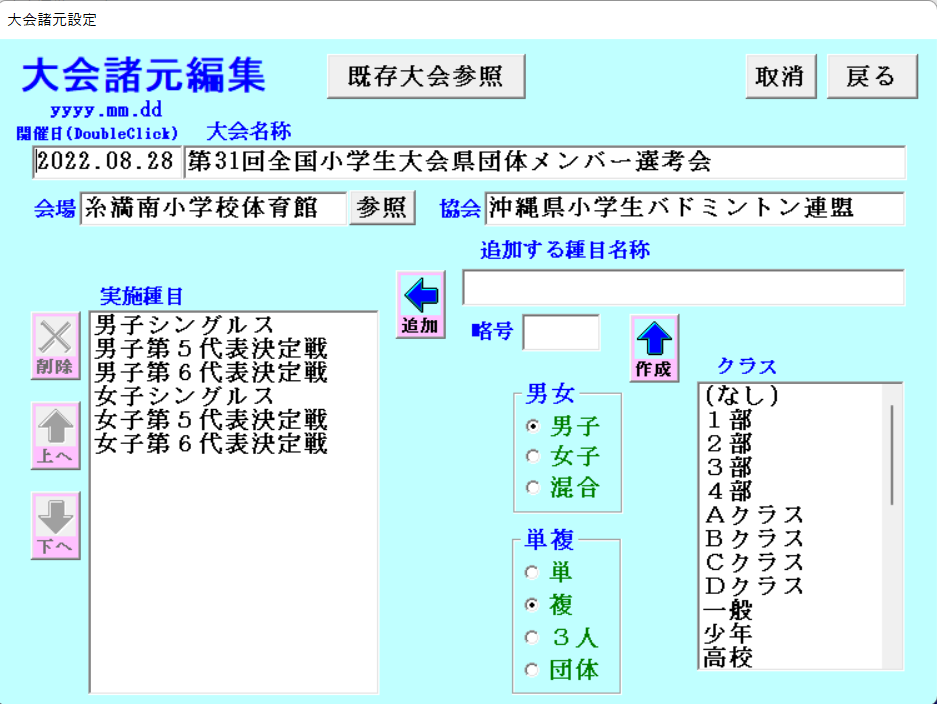 大会諸元設定
大会諸元編集
既存大会参照
取消
戻る
yyyy.mm.dd
開催日(DoubleClick)
大会名称
2022.08.28
第31回全国小学生大会県団体メンバー選考会
会場
糸満南小学校体育館
参照
協会
沖縄県小学生バドミントン連盟
追加する種目名称
追加
実施種目
男子シングルス
男子第５代表決定戦
男子第６代表決定戦
女子シングルス
女子第５代表決定戦
女子第６代表決定戦
削除
上へ
下へ
略号
作成
男女
男子
女子
混合
単複
単
複
３人
団体
クラス
(なし)
１部
２部
３部
４部
Ａクラス
Ｂクラス
Ｃクラス
Ｄクラス
一般
少年
高校